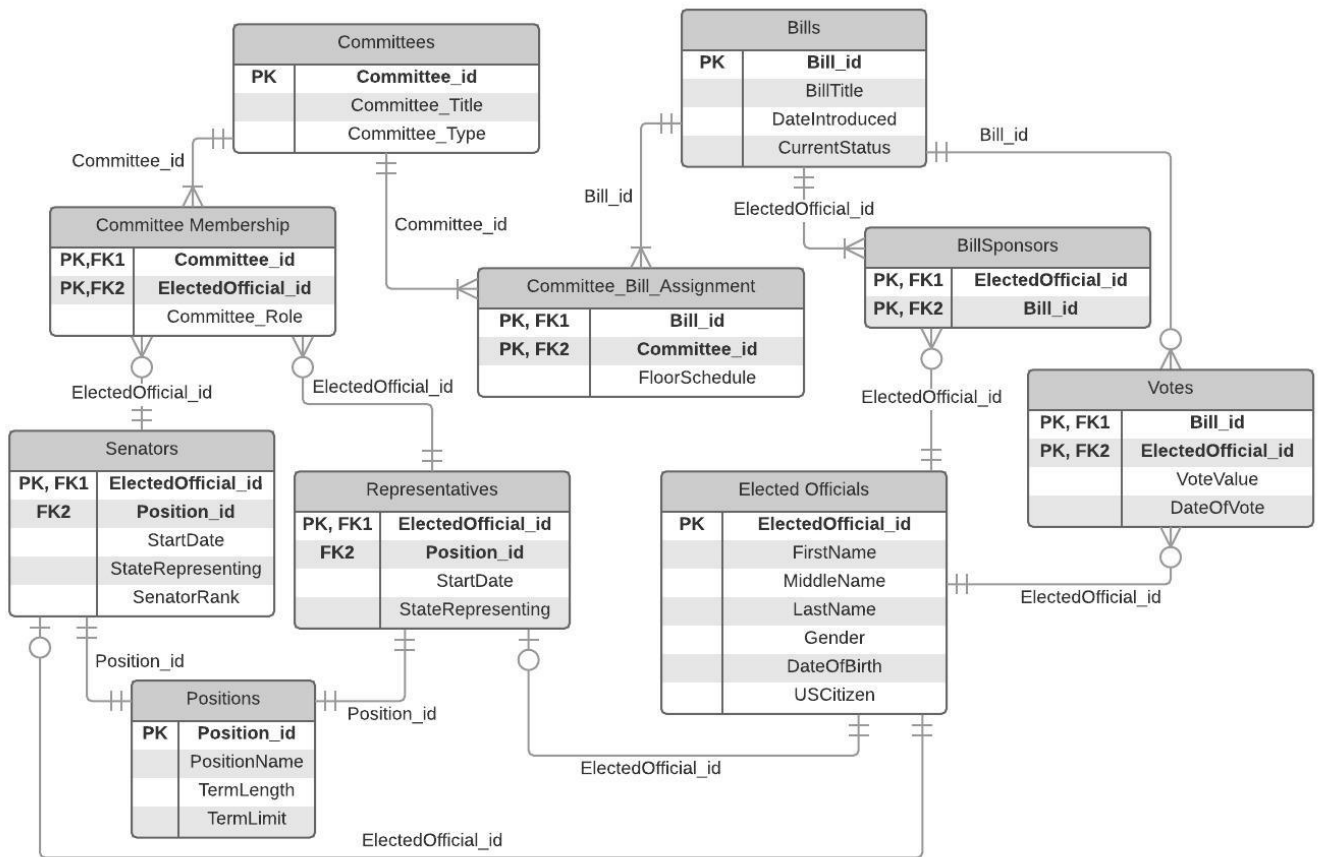 Committees
PK Committee_id
Committee_Title
Committee_Type
Bills
PK Bill_id
BillTitle
DateIntroduced
CurrentStatus
Committee_id
Committee_id
Bill_id
ElectedOfficial_id
Bill_id
Committee Membership
PK,FK1 Committee_id
PK,FK2 ElectedOfficial_id
Committee_Role
Committee_Bill_Assignment
PK, FK1 Bill_id
PK, FK2 Committee_id
FloorSchedule
BillSponsors
PK, FK1 ElectedOfficial_id
PK, FK2 Bill_id
ElectedOfficial_id
ElectedOfficial_id
ElectedOfficial_id
Votes
PK, FK1 Bill_id
PK, FK2 ElectedOfficial_id
VoteValue
DateOfVote
Senators
PK, FK1 ElectedOfficial_id
FK2 Position_id
StartDate
StateRepresenting
SenatorRank
Representatives
PK, FK1 ElectedOfficial_id
FK2 Position_id
StartDate
StateRepresenting
Elected Officials
PK ElectedOfficial_id
FirstName
MiddleName
LastName
Gender
DateOfBirth
USCitizen
ElectedOfficial_id
Position_id
Position_id
Positions
PK Position_id
PositionName
TermLength
TermLimit
ElectedOfficial_id
ElectedOfficial_id